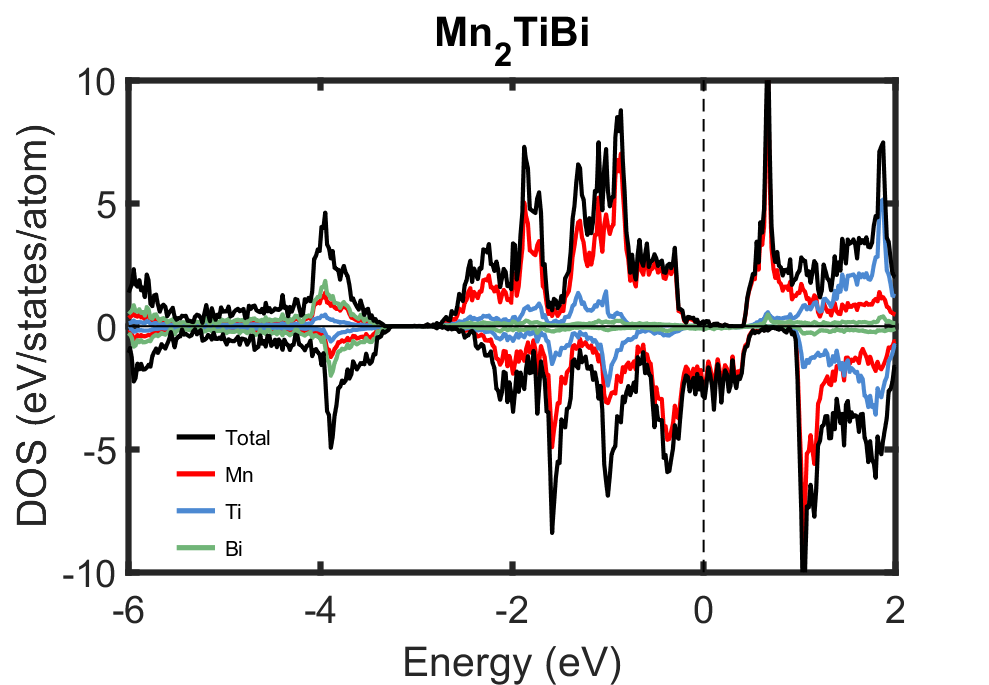 Mn2TiBi
DOS (eV/states/atom)
10
5
0
-5
-10
Total
Mn
Ti
Bi
-6 -4 -2 0 2
Energy (eV)